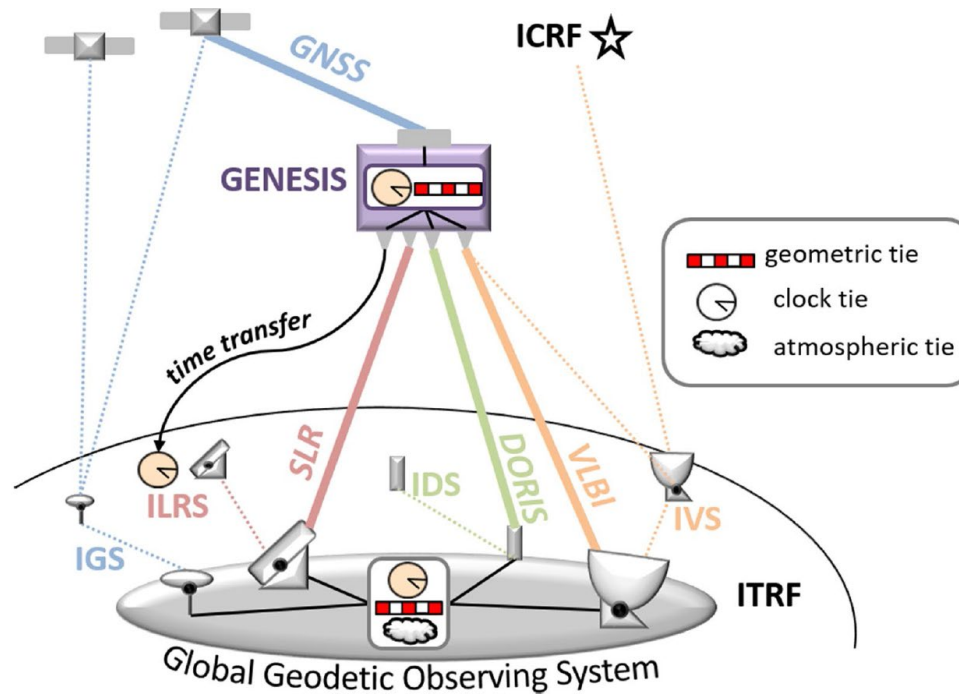 ICRF
GNSS
GENESIS
geometric tie
clock tie
atmospheric tie
time transfer
SLR
DORIS
VLBI
ILRS
IDS
IVS
IGS
ITRF
Global Geodetic Observing System